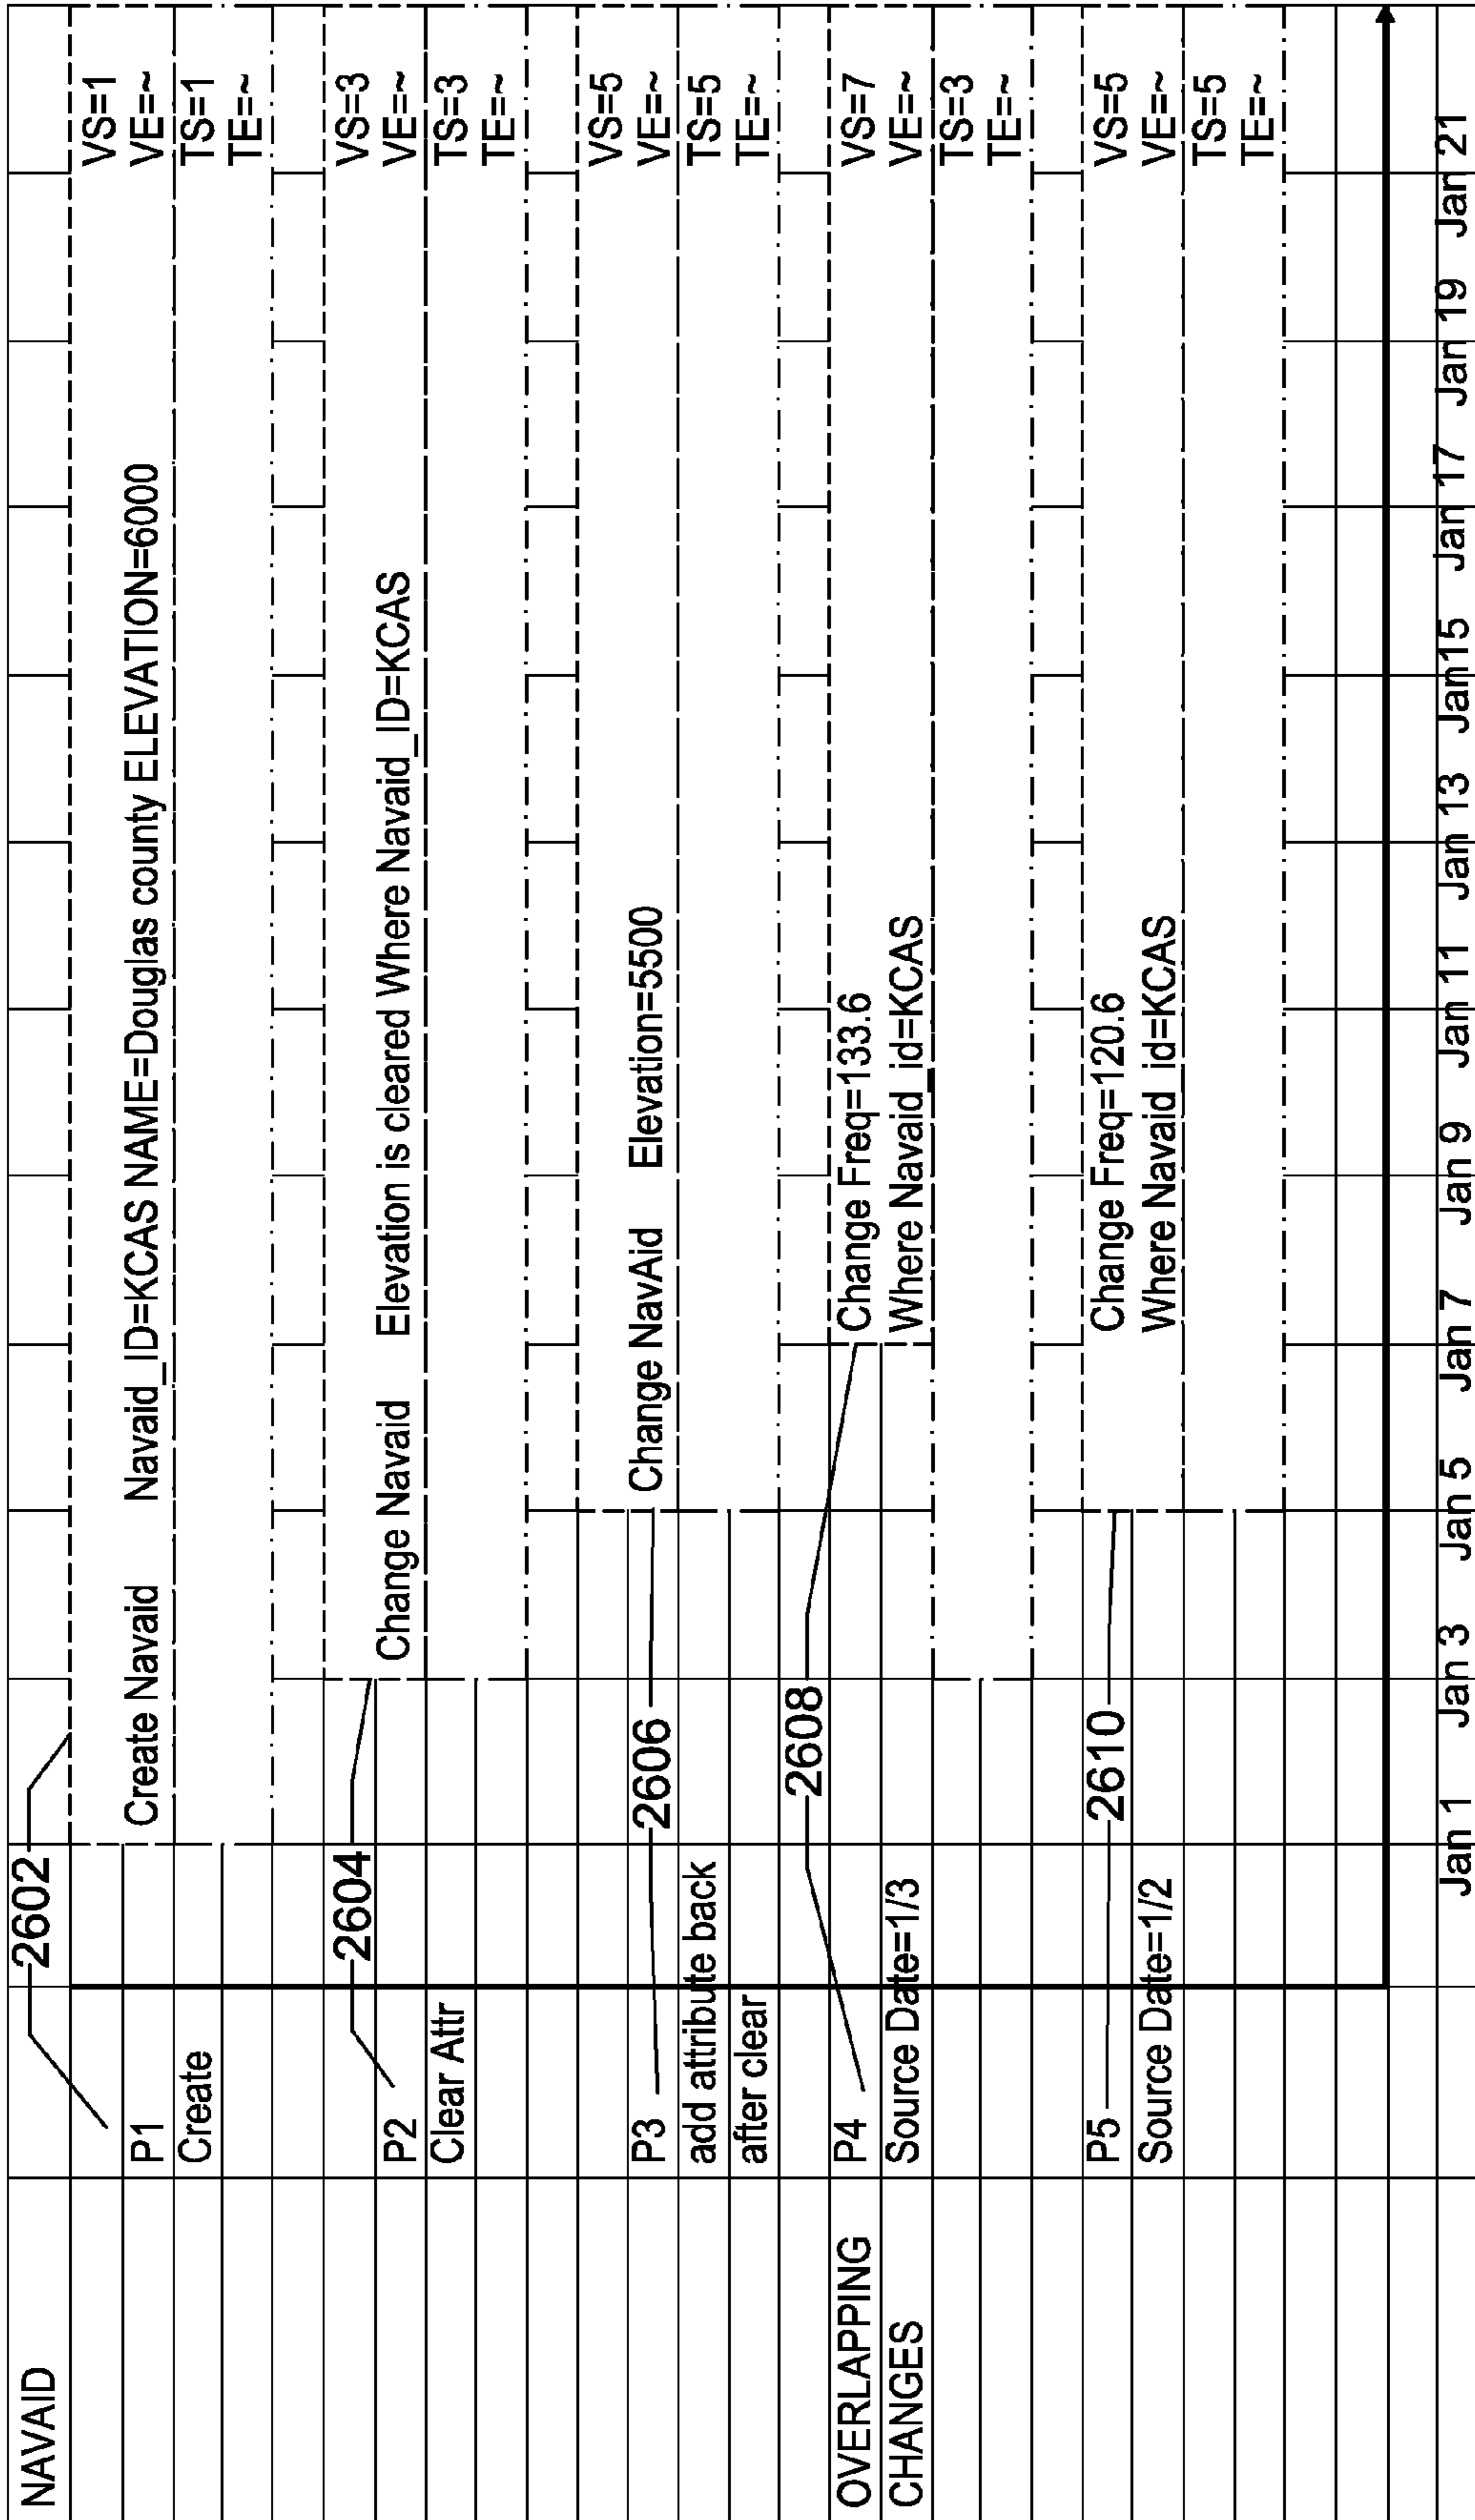 NAVAID
2602
VS=1
P1
Create Navaid
Navaid_ID=KCAS NAME=Douglas county ELEVATION=6000
VE=~
Create
TS=1
TE=~
2604
VS=3
P2
Change Navaid
Elevation is cleared Where Navaid_ID=KCAS
VE=~
Clear Attr
TS=3
TE=~
VS=5
P3
2606
Change NavAid
Elevation=5500
VE=~
add attribute back
TS=5
after clear
TE=~
2608
OVERLAPPING
P4
Change Freq=133.6
VS=7
CHANGES
Source Date=1/3
Where Navaid_id=KCAS
VE=~
TS=3
TE=~
P5
2610
Change Freq=120.6
VS=5
Source Date=1/2
Where Navaid_id=KCAS
VE=~
TS=5
TE=~
Jan 1 Jan 3 Jan 5 Jan 7 Jan 9 Jan 11 Jan 13 Jan15 Jan 17 Jan 19 Jan 21